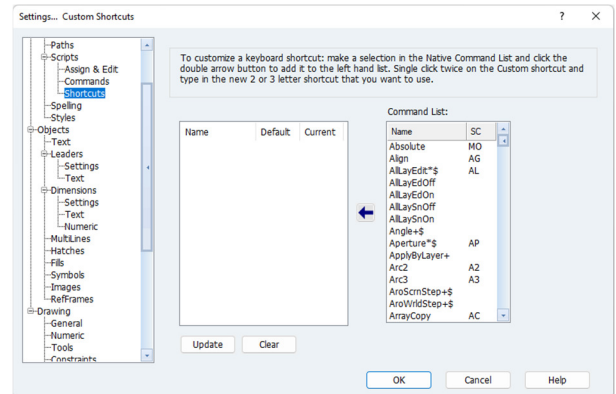 Settings... Custom Shortcuts
? X
Paths
Scripts
Assign & Edit
Commands
Shortcuts
Spelling
Styles
Objects
Text
Leaders
Settings
Text
Dimensions
Settings
Text
Numeric
MultiLines
Hatches
Fills
Symbols
Images
RefFrames
Drawing
General
Numeric
Tools
Constraints
To customize a keyboard shortcut: make a selection in the Native Command List and click the
double arrow button to add it to the left hand list. Single click twice on the Custom shortcut and
type in the new 2 or 3 letter shortcut that you want to use.
Name Default Current
Update Clear
Command List:
Name SC
Absolute MO
Align AG
AllLayEdit"$ AL
AllLayEdOff
AllLayEdOn
AllLaySnOff
AllLaySnOn
Angle+$
Aperture"$ AP
ApplyByLayer+
Arc2 A2
Arc3 A3
AroScrnStep+$
AroWrldStep+$
ArrayCopy AC
OK Cancel Help